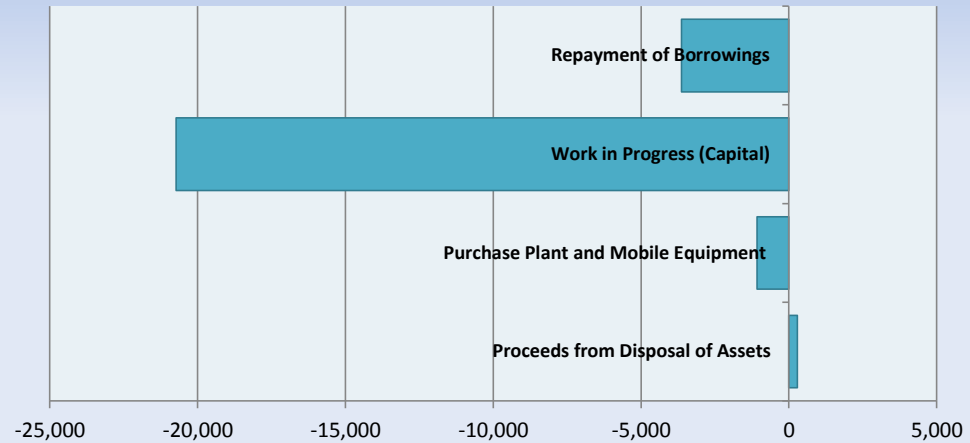 Repayment of Borrowings
Work in Progress (Capital)
Purchase Plant and Mobile Equipment
Proceeds from Disposal of Assets
-25,000 -20,000 -15,000 -10,000 -5,000 0 5,000